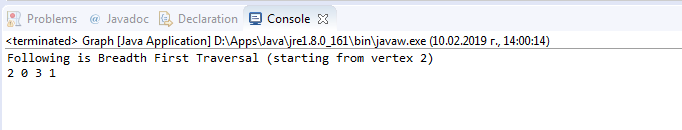 Problems @ Javadoc Declaration Console
<terminated> Graph [Java Application] D:\Apps\Java\jre1.8.0_161\bin\javaw.exe (10.02.2019 г., 14:00:14)
Following is Breadth First Traversal (starting from vertex 2)
2 0 3 1